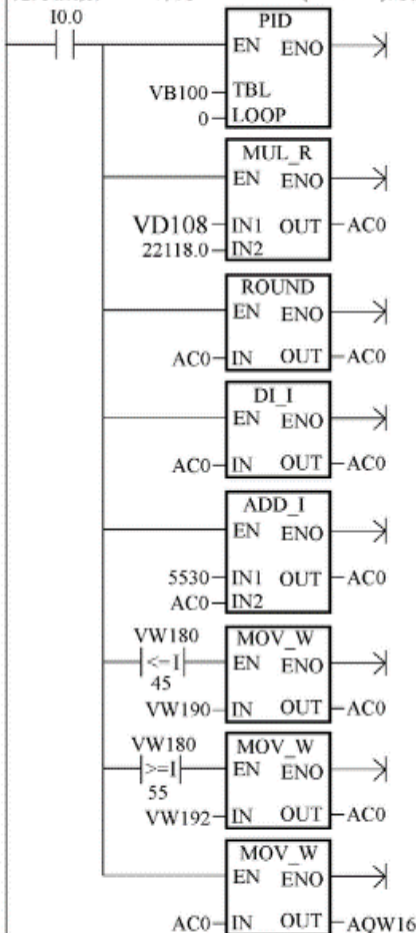 I0.0
PID
EN ENO
VB100 TBL
0 LOOP
MUL_R
EN ENO
VD108 IN1 OUT AC0
22118.0 IN2
ROUND
EN ENO
AC0 IN OUT AC0
DI_I
EN ENO
AC0 IN OUT AC0
ADD_I
EN ENO
5530 IN1 OUT AC0
AC0 IN2
VW180 MOV_W
<=I EN ENO
45
VW190 IN OUT AC0
VW180 MOV_W
>=I EN ENO
55
VW192 IN OUT AC0
MOV_W
EN ENO
AC0 IN OUT AQW16